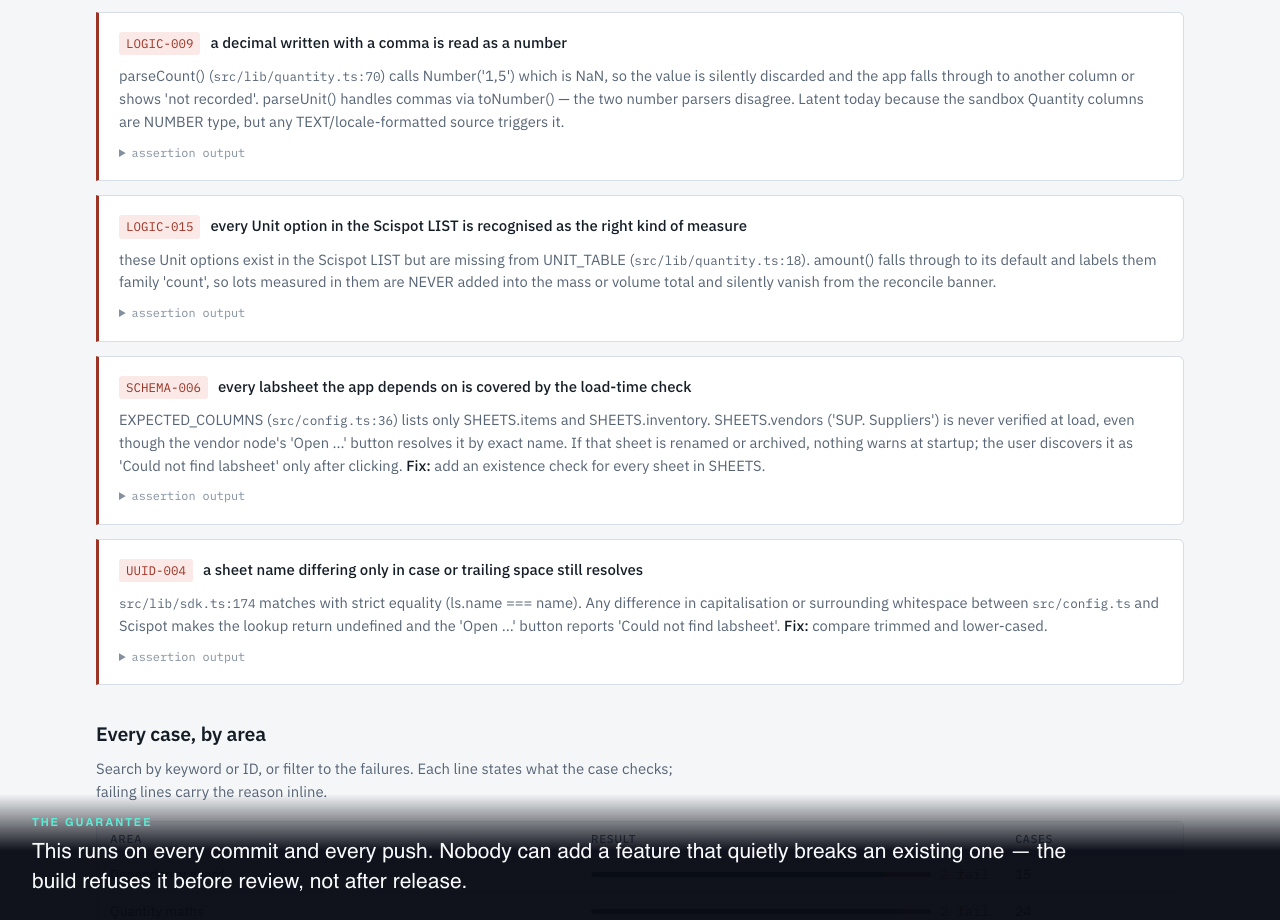 LOGIC-009 a decimal written with a comma is read as a number
parseCount() (src/lib/quantity.ts:70) calls Number('1,5') which is NaN, so the value is silently discarded and the app falls through to another column or
shows 'not recorded'. parseUnit() handles commas via toNumber() — the two number parsers disagree. Latent today because the sandbox Quantity columns
are NUMBER type, but any TEXT/locale-formatted source triggers it.
▶ assertion output
LOGIC-015 every Unit option in the Scispot LIST is recognised as the right kind of measure
these Unit options exist in the Scispot LIST but are missing from UNIT_TABLE (src/lib/quantity.ts:18). amount() falls through to its default and labels them
family 'count', so lots measured in them are NEVER added into the mass or volume total and silently vanish from the reconcile banner.
▶ assertion output
SCHEMA-006 every labsheet the app depends on is covered by the load-time check
EXPECTED_COLUMNS (src/config.ts:36) lists only SHEETS.items and SHEETS.inventory. SHEETS.vendors ('SUP. Suppliers') is never verified at load, even
though the vendor node's 'Open ...' button resolves it by exact name. If that sheet is renamed or archived, nothing warns at startup; the user discovers it as
'Could not find labsheet' only after clicking. Fix: add an existence check for every sheet in SHEETS.
▶ assertion output
UUID-004 a sheet name differing only in case or trailing space still resolves
src/lib/sdk.ts:174 matches with strict equality (ls.name === name). Any difference in capitalisation or surrounding whitespace between src/config.ts and
Scispot makes the lookup return undefined and the 'Open ...' button reports 'Could not find labsheet'. Fix: compare trimmed and lower-cased.
▶ assertion output
Every case, by area
Search by keyword or ID, or filter to the failures. Each line states what the case checks;
failing lines carry the reason inline.
THE GUARANTEE
AREA RESULT CASES
This runs on every commit and every push. Nobody can add a feature that quietly breaks an existing one — the
build refuses it before review, not after release.